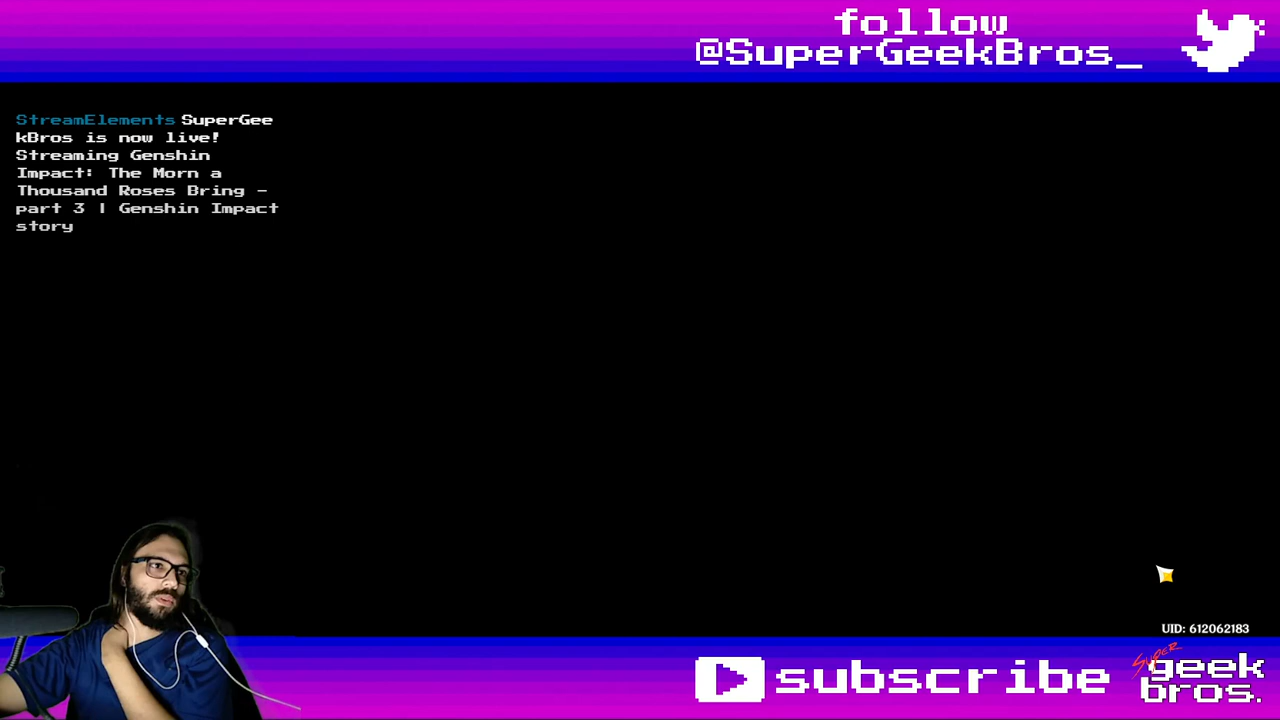 follow
@SuperGeekBros_
StreamElements SuperGee
kBros is now live!
Streaming Genshin
Impact: The Morn a
Thousand Roses Bring -
part 3 | Genshin Impact
story
UID: 612062183
subscribe
SUPER
geek
bros.